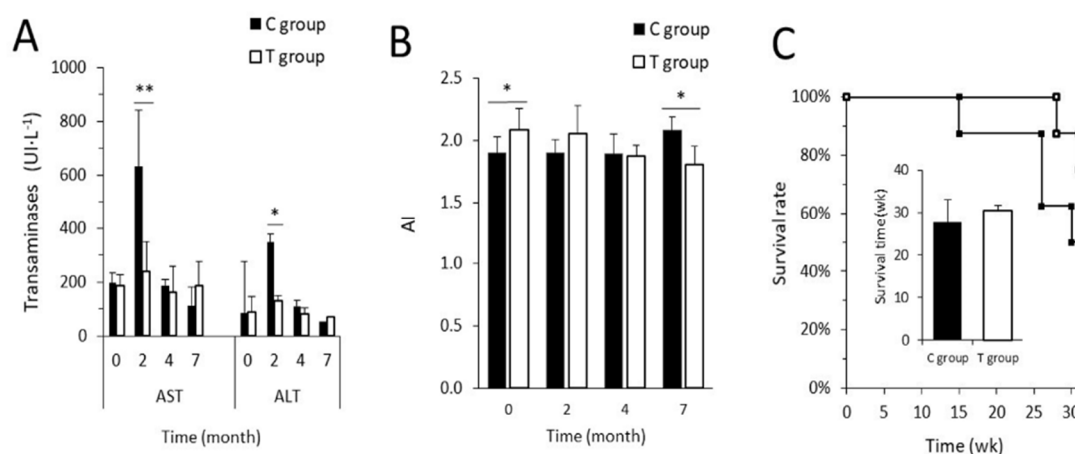 A
C group
T group
Transaminases (UI·L⁻¹)
1000
800
600
400
200
0
**
*
0 2 4 7 0 2 4 7
AST ALT
Time (month)
B
C group
T group
AI
2.5
2.0
1.5
1.0
0.5
0.0
* *
0 2 4 7
Time (month)
C
Survival rate
100%
80%
60%
40%
20%
0%
Survival time (wk)
40
30
20
10
0
C group T group
0 5 10 15 20 25 30
Time (wk)